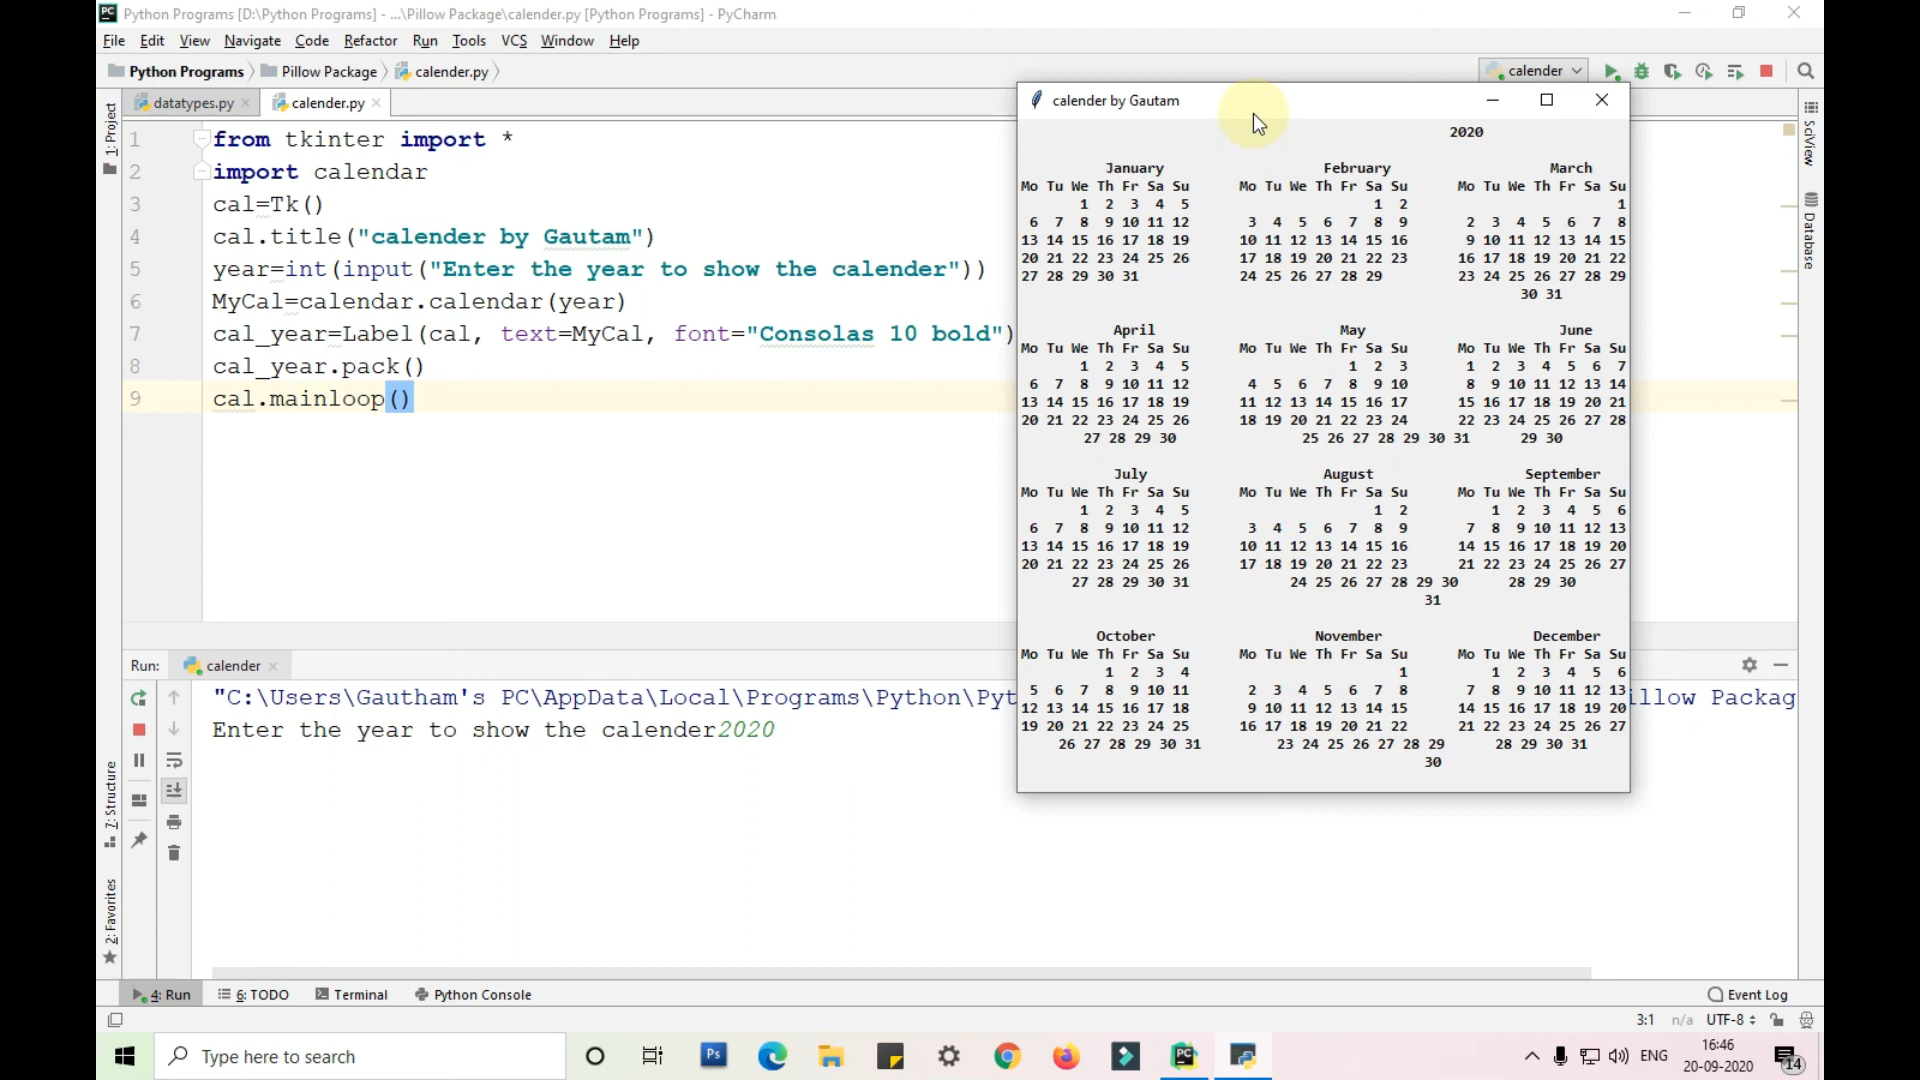 Python Programs [D:\Python Programs] - ...\Pillow Package\calender.py [Python Programs] - PyCharm
File Edit View Navigate Code Refactor Run Tools VCS Window Help
Python Programs Pillow Package calender.py
calender
1: Project
datatypes.py
calender.py
1 from tkinter import *
2 import calendar
3 cal=Tk()
4 cal.title("calender by Gautam")
5 year=int(input("Enter the year to show the calender"))
6 MyCal=calendar.calendar(year)
7 cal_year=Label(cal, text=MyCal, font="Consolas 10 bold")
8 cal_year.pack()
9 cal.mainloop()
calender by Gautam
2020
January February March
Mo Tu We Th Fr Sa Su Mo Tu We Th Fr Sa Su Mo Tu We Th Fr Sa Su
1 2 3 4 5 1 2 1
6 7 8 9 10 11 12 3 4 5 6 7 8 9 2 3 4 5 6 7 8
13 14 15 16 17 18 19 10 11 12 13 14 15 16 9 10 11 12 13 14 15
20 21 22 23 24 25 26 17 18 19 20 21 22 23 16 17 18 19 20 21 22
27 28 29 30 31 24 25 26 27 28 29 23 24 25 26 27 28 29
30 31
April May June
Mo Tu We Th Fr Sa Su Mo Tu We Th Fr Sa Su Mo Tu We Th Fr Sa Su
1 2 3 4 5 1 2 3 1 2 3 4 5 6 7
6 7 8 9 10 11 12 4 5 6 7 8 9 10 8 9 10 11 12 13 14
13 14 15 16 17 18 19 11 12 13 14 15 16 17 15 16 17 18 19 20 21
20 21 22 23 24 25 26 18 19 20 21 22 23 24 22 23 24 25 26 27 28
27 28 29 30 25 26 27 28 29 30 31 29 30
July August September
Mo Tu We Th Fr Sa Su Mo Tu We Th Fr Sa Su Mo Tu We Th Fr Sa Su
1 2 3 4 5 1 2 1 2 3 4 5 6
6 7 8 9 10 11 12 3 4 5 6 7 8 9 7 8 9 10 11 12 13
13 14 15 16 17 18 19 10 11 12 13 14 15 16 14 15 16 17 18 19 20
20 21 22 23 24 25 26 17 18 19 20 21 22 23 21 22 23 24 25 26 27
27 28 29 30 31 24 25 26 27 28 29 30 28 29 30
31
October November December
Mo Tu We Th Fr Sa Su Mo Tu We Th Fr Sa Su Mo Tu We Th Fr Sa Su
1 2 3 4 1 1 2 3 4 5 6
5 6 7 8 9 10 11 2 3 4 5 6 7 8 7 8 9 10 11 12 13
12 13 14 15 16 17 18 9 10 11 12 13 14 15 14 15 16 17 18 19 20
19 20 21 22 23 24 25 16 17 18 19 20 21 22 21 22 23 24 25 26 27
26 27 28 29 30 31 23 24 25 26 27 28 29 28 29 30 31
30
SciView
Database
Run: calender
"C:\Users\Gautham's PC\AppData\Local\Programs\Python\Pyt illow Packag
Enter the year to show the calender2020
7: Structure
2: Favorites
4: Run 6: TODO Terminal Python Console Event Log
3:1 n/a UTF-8
Type here to search
Ps
PC
ENG
16:46
20-09-2020
14